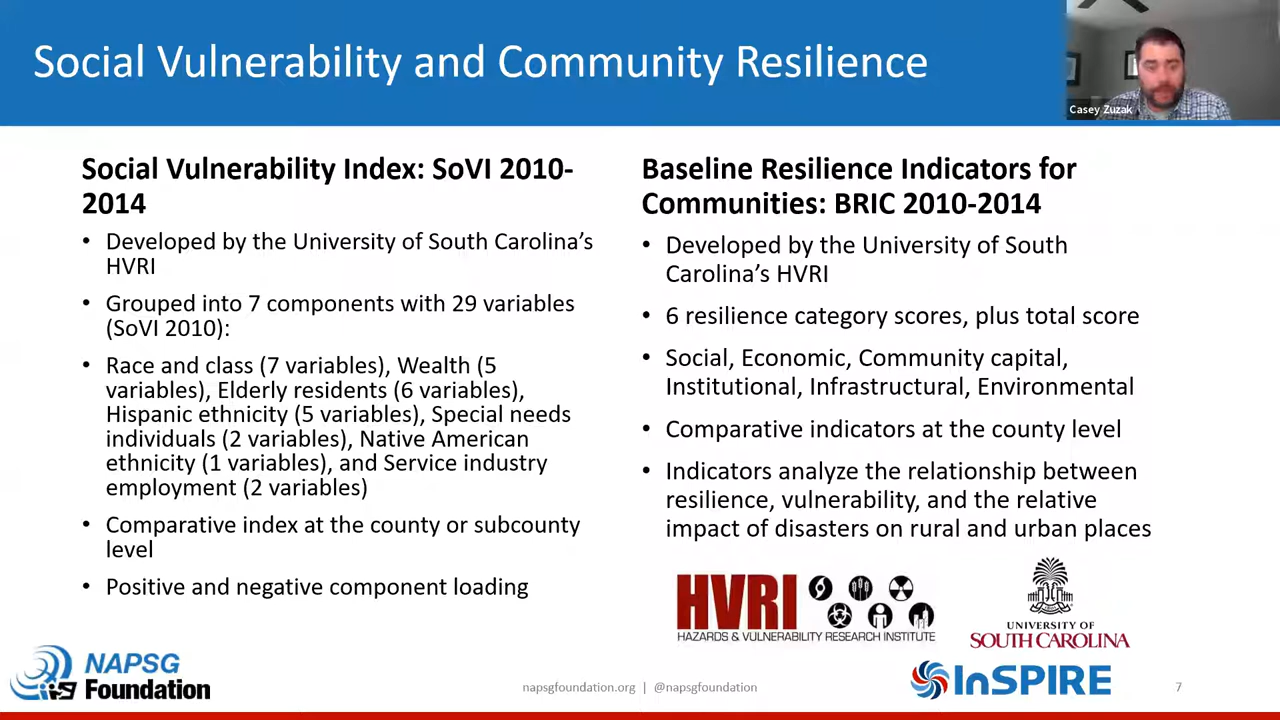 Social Vulnerability and Community Resilience
Casey Zuzak
Social Vulnerability Index: SoVI 2010-
2014
• Developed by the University of South Carolina’s
HVRI
• Grouped into 7 components with 29 variables
(SoVI 2010):
• Race and class (7 variables), Wealth (5
variables), Elderly residents (6 variables),
Hispanic ethnicity (5 variables), Special needs
individuals (2 variables), Native American
ethnicity (1 variables), and Service industry
employment (2 variables)
• Comparative index at the county or subcounty
level
• Positive and negative component loading
Baseline Resilience Indicators for
Communities: BRIC 2010-2014
• Developed by the University of South
Carolina’s HVRI
• 6 resilience category scores, plus total score
• Social, Economic, Community capital,
Institutional, Infrastructural, Environmental
• Comparative indicators at the county level
• Indicators analyze the relationship between
resilience, vulnerability, and the relative
impact of disasters on rural and urban places
HVRI
HAZARDS & VULNERABILITY RESEARCH INSTITUTE
UNIVERSITY OF
SOUTH CAROLINA
NAPSG
Foundation
napsgfoundation.org | @napsgfoundation
InSPIRE
7